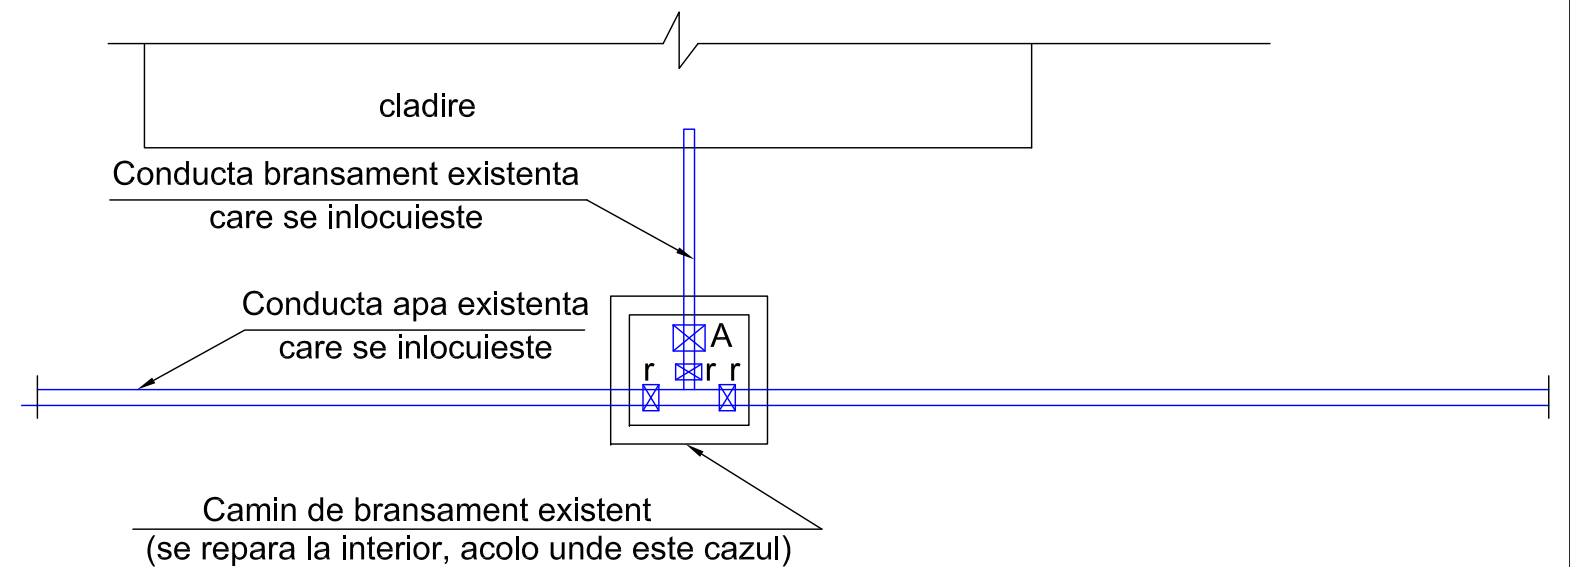 cladire
Conducta bransament existenta
care se inlocuieste
Conducta apa existenta
care se inlocuieste
A
r
r
r
Camin de bransament existent
(se repara la interior, acolo unde este cazul)